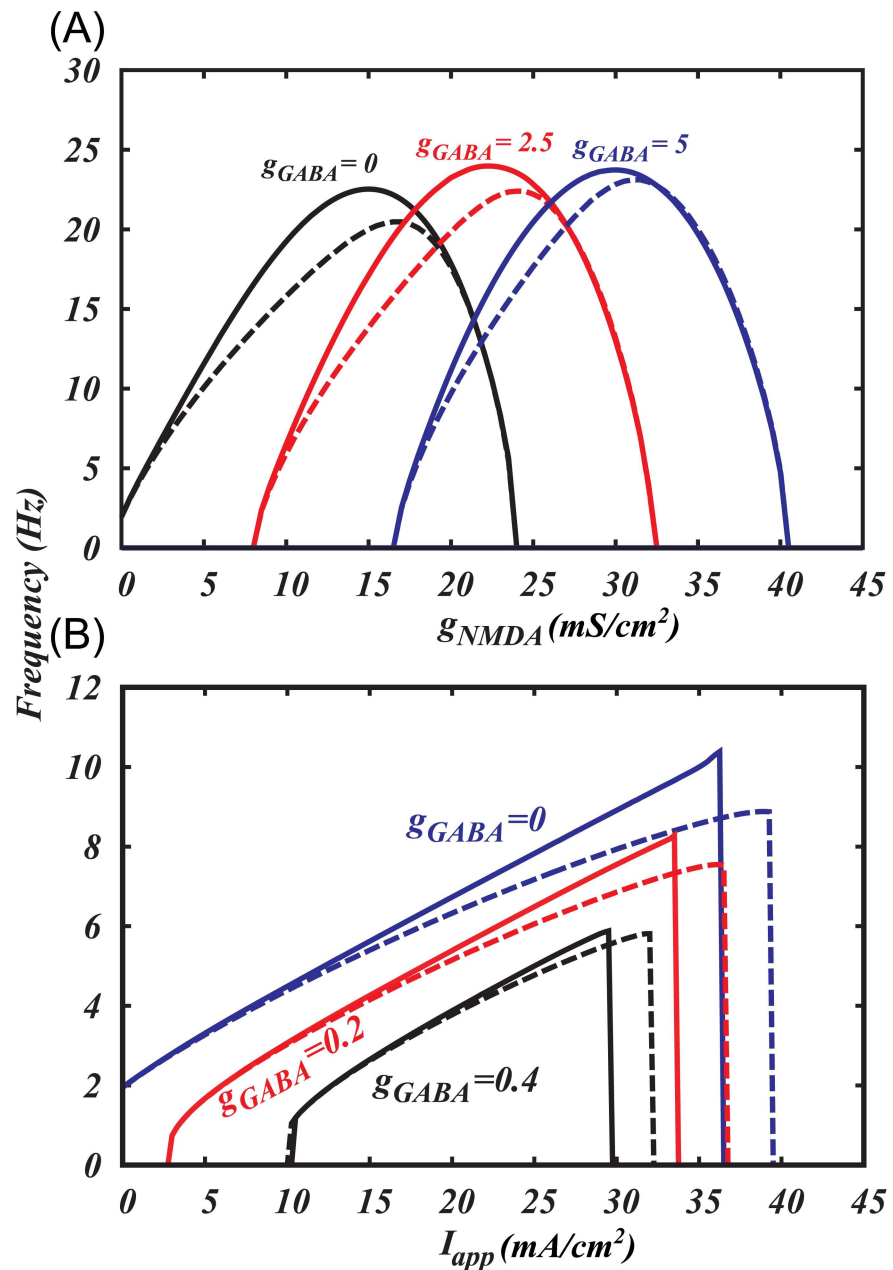 (A)
30
25
20
15
10
5
0
gGABA= 0
gGABA= 2.5
gGABA= 5
0 5 10 15 20 25 30 35 40 45
gNMDA (mS/cm²)
Frequency (Hz)
(B)
12
10
8
6
4
2
0
gGABA=0
gGABA=0.2
gGABA=0.4
0 5 10 15 20 25 30 35 40 45
Iapp (mA/cm²)